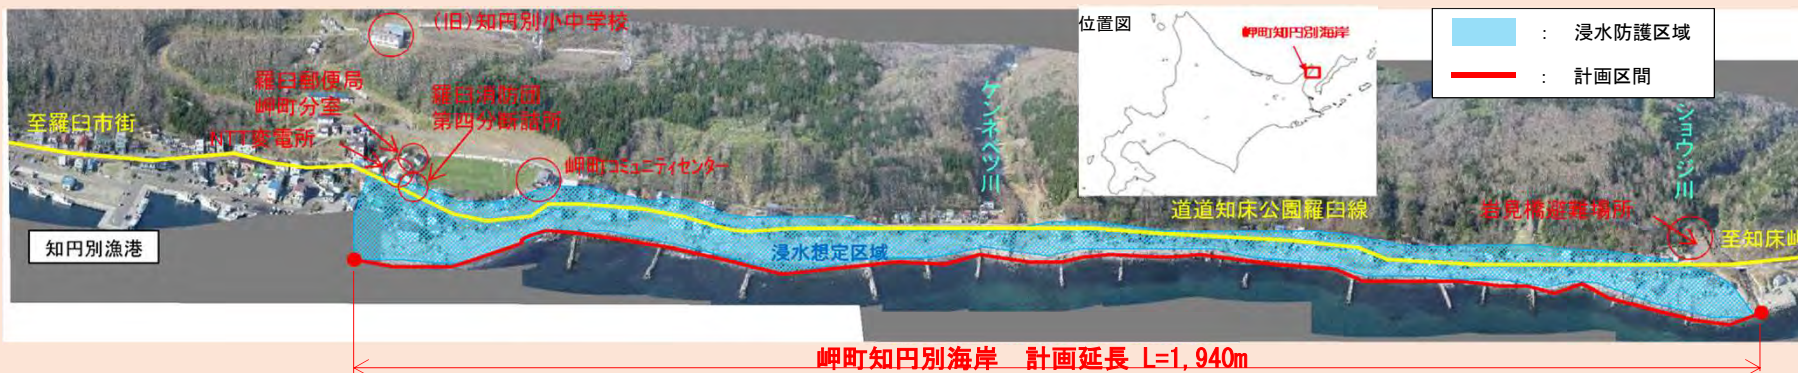 (旧)知円別小中学校
羅臼郵便局
岬町分室
羅臼消防団
第四分団詰所
至羅臼市街
NTT変電所
岬町コミュニティセンター
知円別漁港
ケンネベツ川
位置図
岬町知円別海岸
： 浸水防護区域
： 計画区間
ショウジ川
道道知床公園羅臼線
岩見橋避難場所
至知床岬
浸水想定区域
岬町知円別海岸 計画延長 L=1,940m